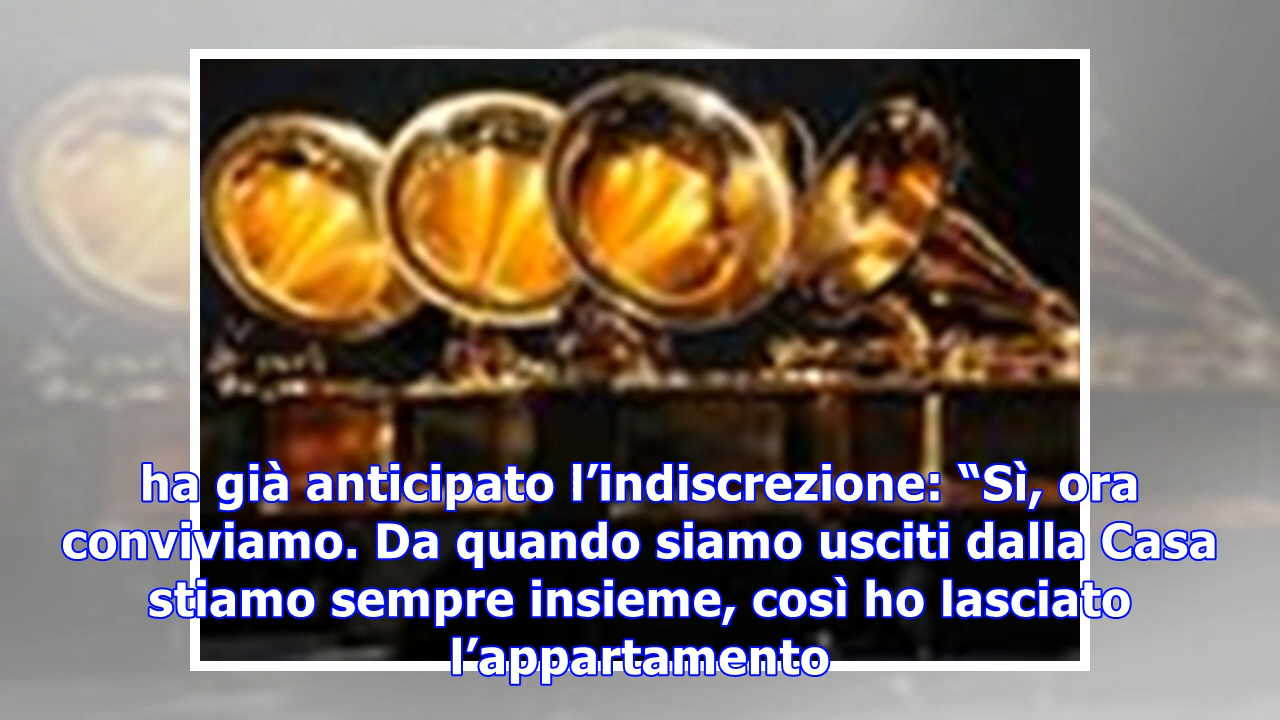 ha già anticipato l’indiscrezione: “Sì, ora
conviviamo. Da quando siamo usciti dalla Casa
stiamo sempre insieme, così ho lasciato
l’appartamento